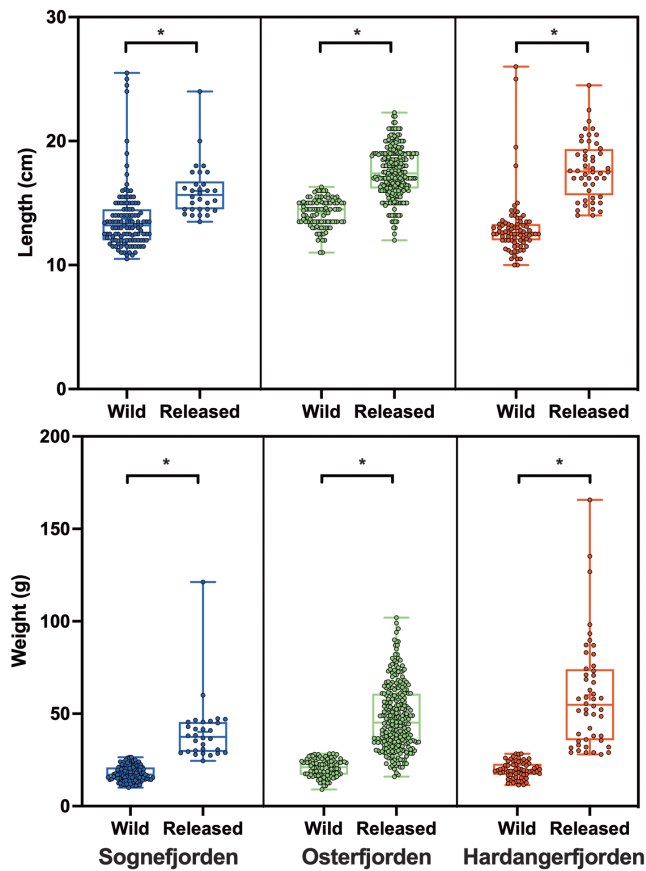 30
20
10
0
Length (cm)
* * *
Wild Released Wild Released Wild Released
200
150
100
50
0
Weight (g)
* * *
Wild Released Wild Released Wild Released
Sognefjorden Osterfjorden Hardangerfjorden